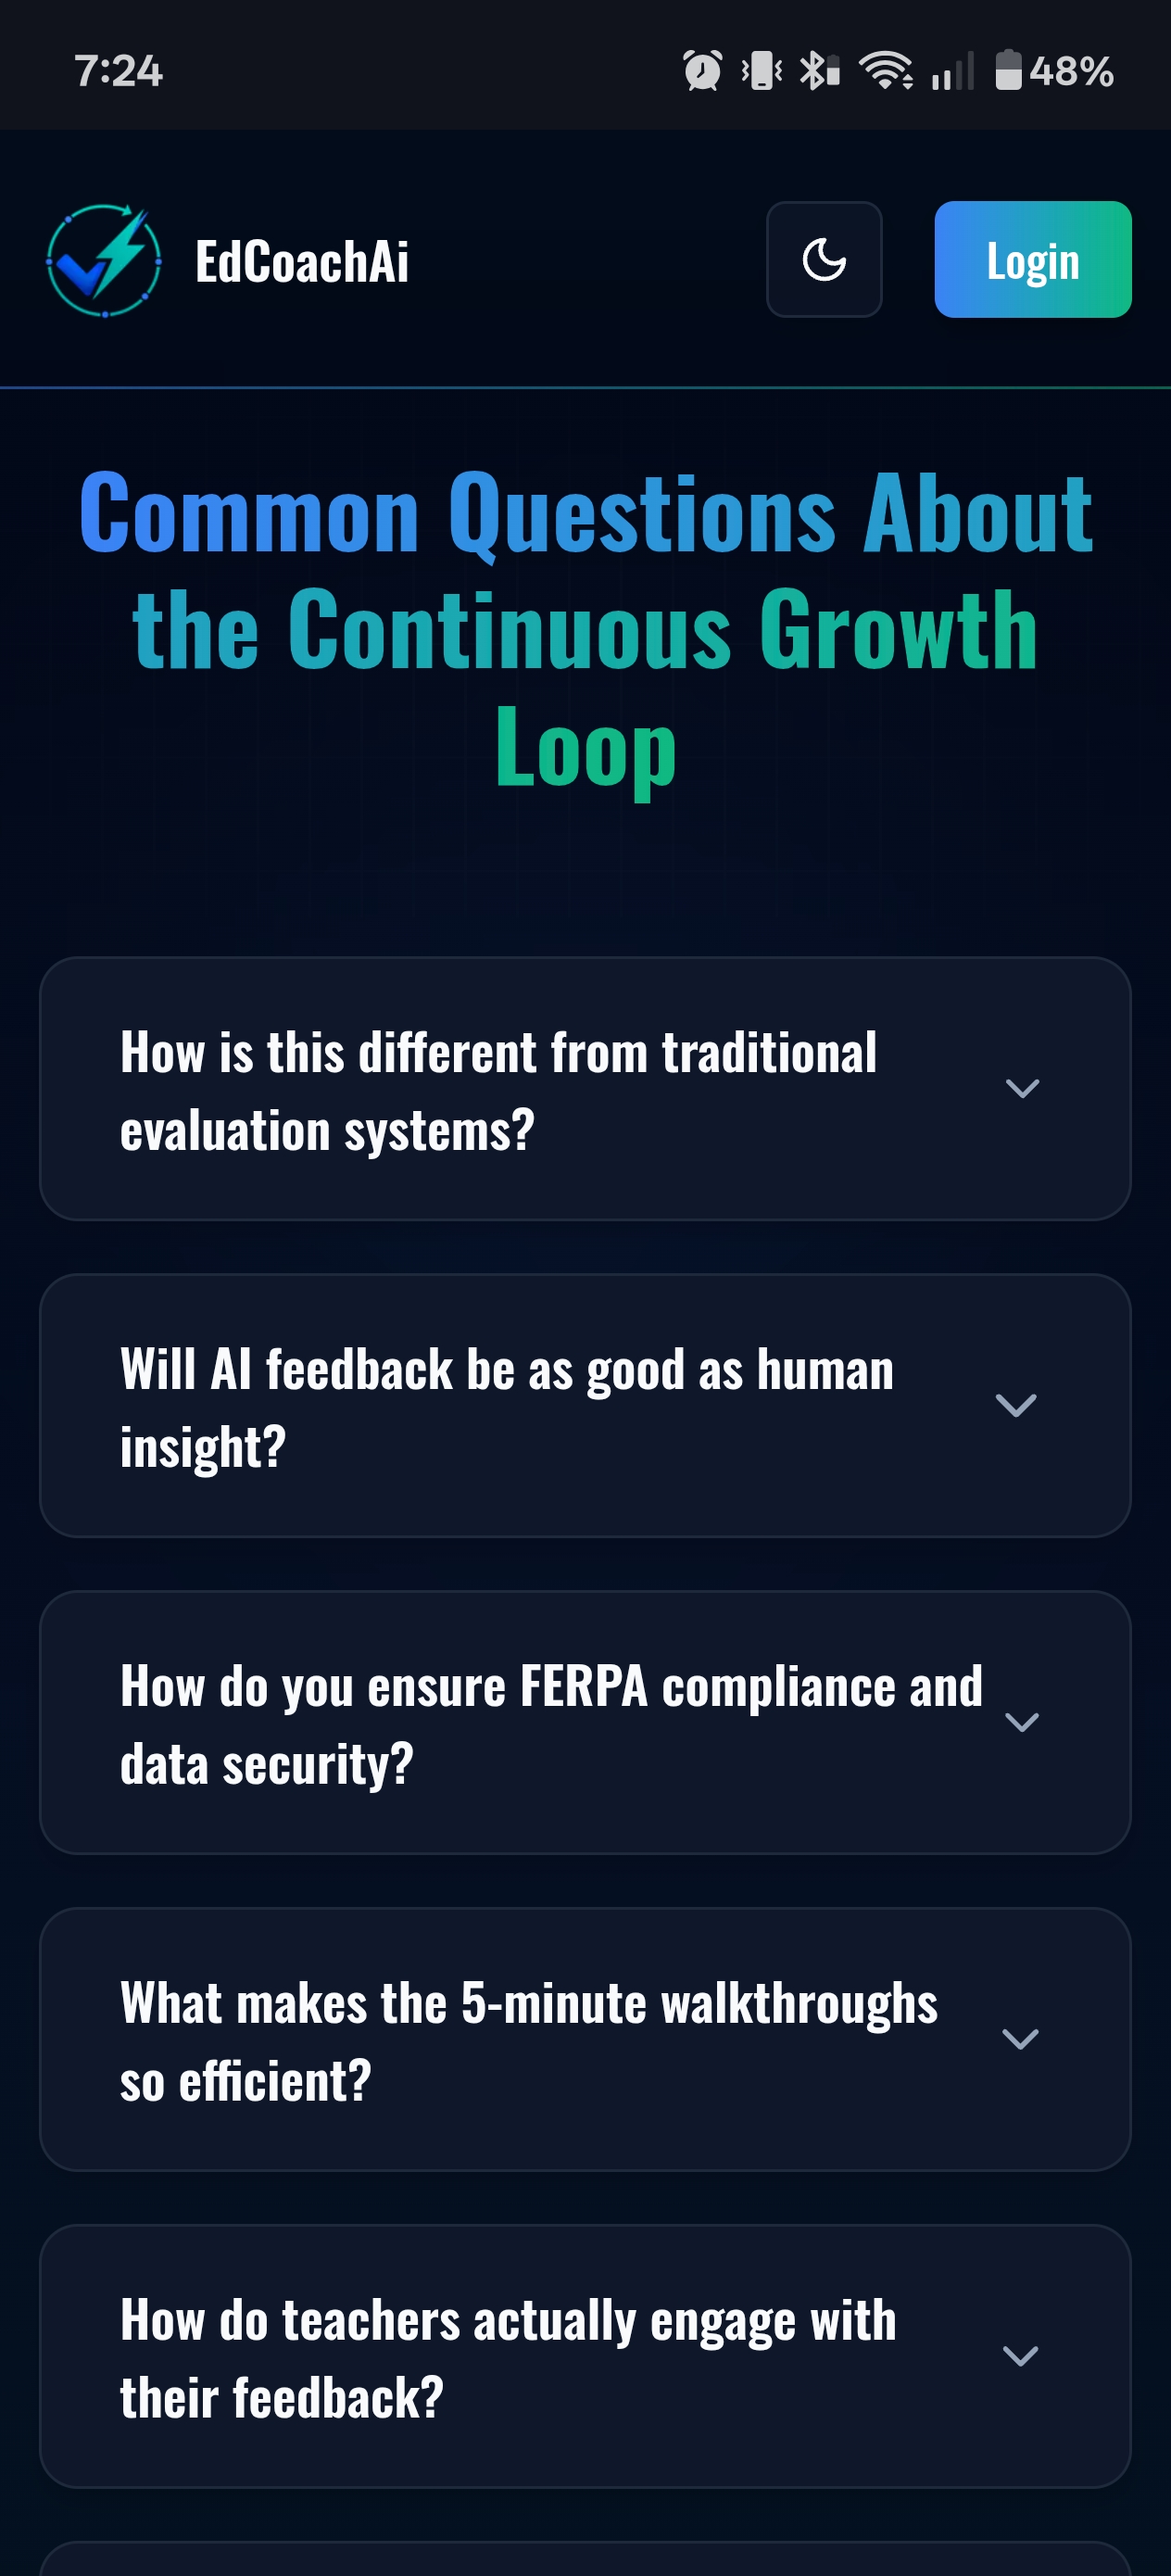 7:24
48%
EdCoachAi
Login
Common Questions About
the Continuous Growth
Loop
How is this different from traditional
evaluation systems?
Will AI feedback be as good as human
insight?
How do you ensure FERPA compliance and
data security?
What makes the 5-minute walkthroughs
so efficient?
How do teachers actually engage with
their feedback?